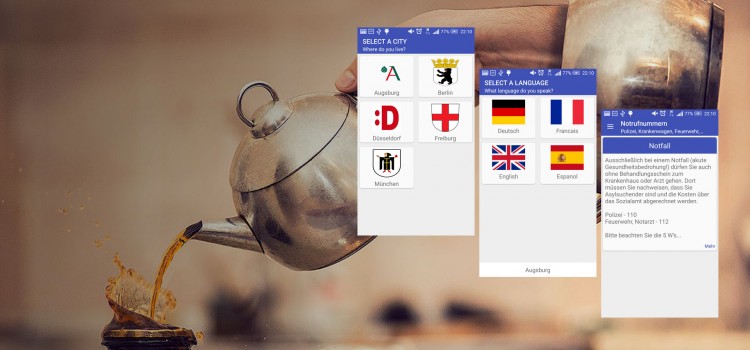 77% 22:10
SELECT A CITY
Where do you live?
A
Augsburg
Berlin
:D
Düsseldorf
Freiburg
München
77% 22:10
SELECT A LANGUAGE
What language do you speak?
Deutsch
Francais
English
Espanol
Augsburg
77% 22:10
Notrufnummern
Polizei, Krankenwagen, Feuerwehr,...
Notfall
Ausschließlich bei einem Notfall (akute
Gesundheitsbedrohung!) dürfen Sie auch
ohne Behandlungsschein zum
Krankenhaus oder Arzt gehen. Dort
müssen Sie nachweisen, dass Sie
Asylsuchender sind und die Kosten über
das Sozialamt abgerechnet werden.
Polizei - 110
Feuerwehr, Notarzt - 112
Bitte beachten Sie die 5 W's...
Mehr